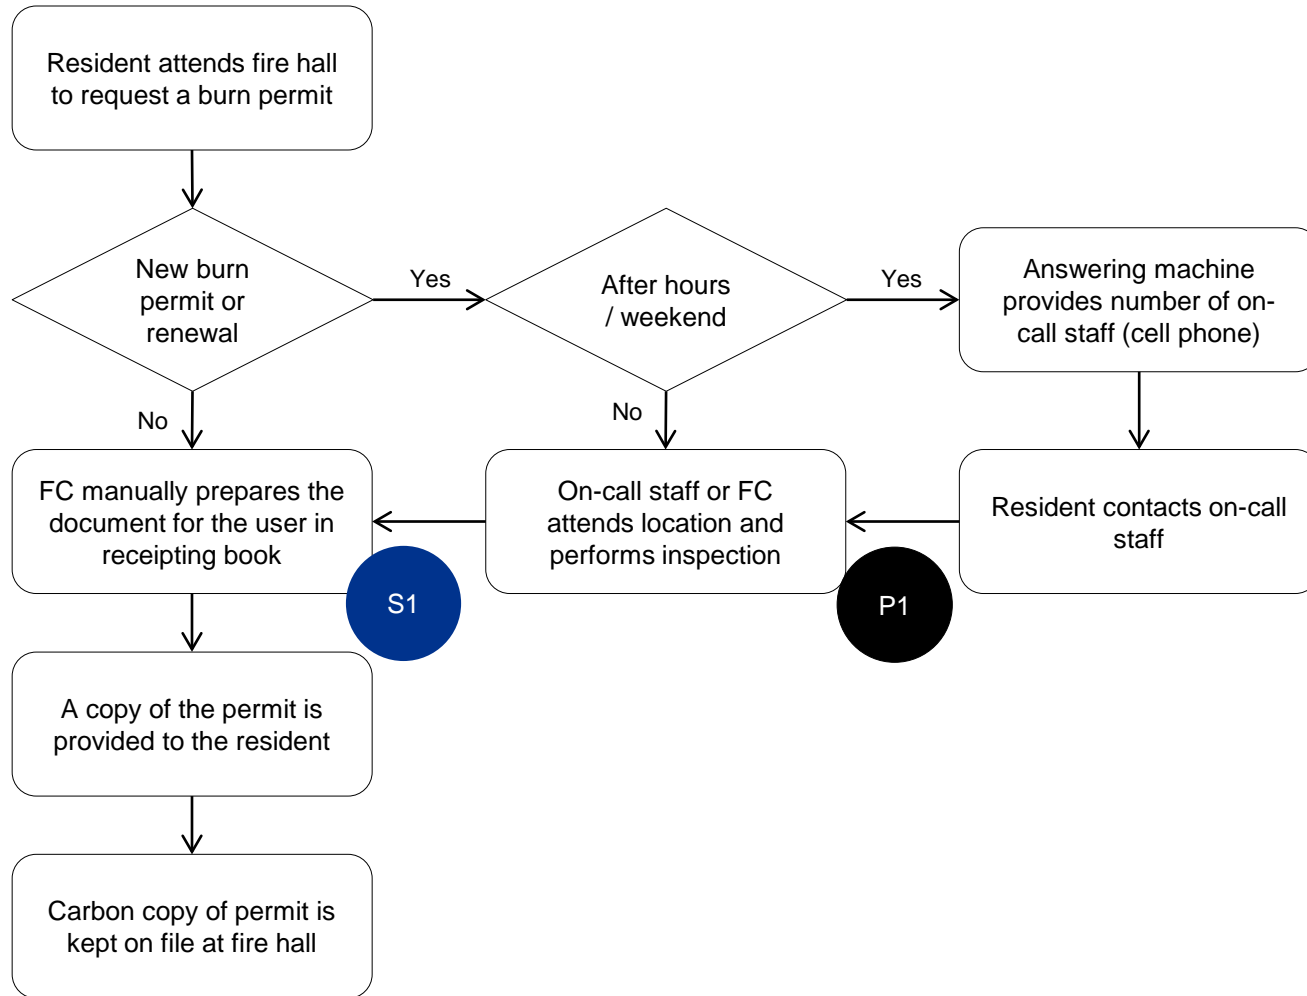 Resident attends fire hall
to request a burn permit
New burn
permit or
renewal
Yes
After hours
/ weekend
Yes
Answering machine
provides number of on-
call staff (cell phone)
No
No
FC manually prepares the
document for the user in
receipting book
On-call staff or FC
attends location and
performs inspection
Resident contacts on-call
staff
S1
P1
A copy of the permit is
provided to the resident
Carbon copy of permit is
kept on file at fire hall